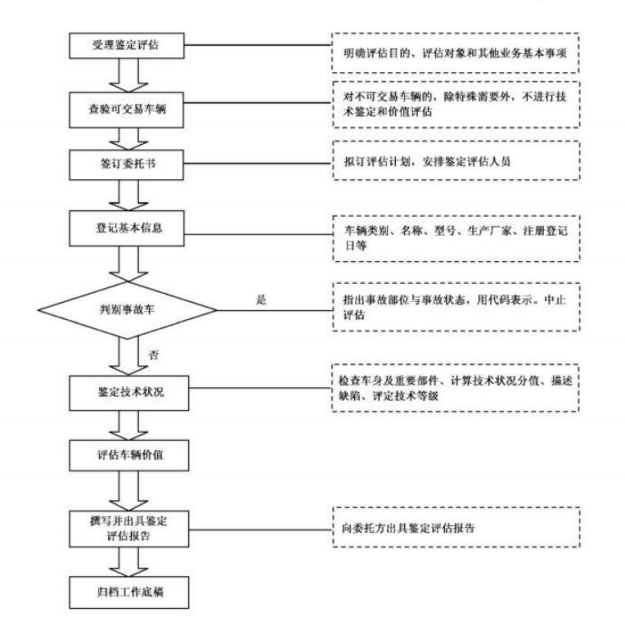 受理鉴定评估
明确评估目的、评估对象和其他业务基本事项
查验可交易车辆
对不可交易车辆的，除特殊需要外，不进行技
术鉴定和价值评估
签订委托书
拟订评估计划，安排鉴定评估人员
登记基本信息
车辆类别、名称、型号、生产厂家、注册登记
日等
判别事故车
是
指出事故部位与事故状态，用代码表示。中止
评估
否
鉴定技术状况
检查车身及重要部件、计算技术状况分值、描述
缺陷、评定技术等级
评估车辆价值
撰写并出具鉴定
评估报告
向委托方出具鉴定评估报告
归档工作底稿